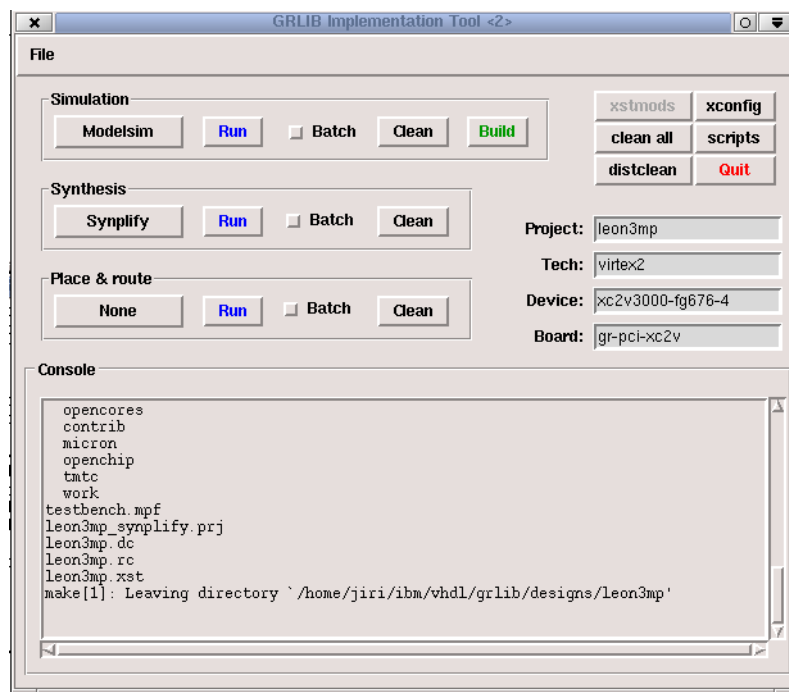 GRLIB Implementation Tool <2>
File
Simulation
Modelsim Run Batch Clean Build
xstmods xconfig
clean all scripts
distclean Quit
Synthesis
Synplify Run Batch Clean
Project: leon3mp
Tech: virtex2
Device: xc2v3000-fg676-4
Board: gr-pci-xc2v
Place & route
None Run Batch Clean
Console
opencores
contrib
micron
openchip
tmtc
work
testbench.mpf
leon3mp_synplify.prj
leon3mp.dc
leon3mp.rc
leon3mp.xst
make[1]: Leaving directory `/home/jiri/ibm/vhdl/grlib/designs/leon3mp'